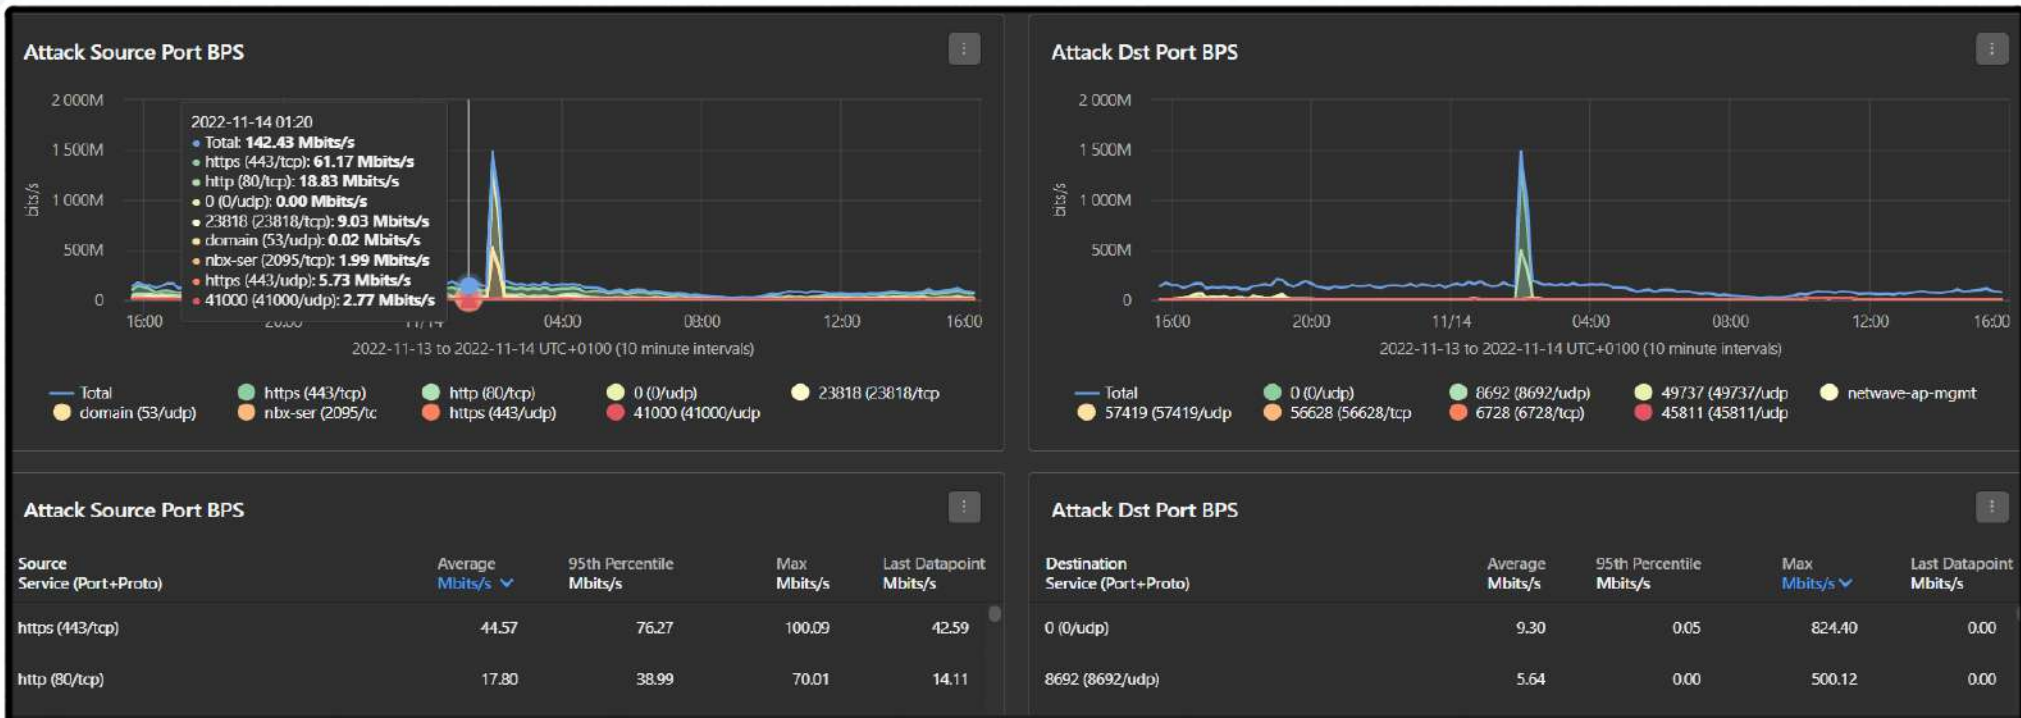 Attack Source Port BPS
2 000M
1 500M
1 000M
500M
0
bits/s
2022-11-14 01:20
Total: 142.43 Mbits/s
https (443/tcp): 61.17 Mbits/s
http (80/tcp): 18.83 Mbits/s
0 (0/udp): 0.00 Mbits/s
23818 (23818/tcp): 9.03 Mbits/s
domain (53/udp): 0.02 Mbits/s
nbx-ser (2095/tcp): 1.99 Mbits/s
https (443/udp): 5.73 Mbits/s
41000 (41000/udp): 2.77 Mbits/s
16:00 20:00 11/14 04:00 08:00 12:00 16:00
2022-11-13 to 2022-11-14 UTC+0100 (10 minute intervals)
Total https (443/tcp) http (80/tcp) 0 (0/udp) 23818 (23818/tcp
domain (53/udp) nbx-ser (2095/tc https (443/udp) 41000 (41000/udp
Attack Dst Port BPS
2 000M
1 500M
1 000M
500M
0
bits/s
16:00 20:00 11/14 04:00 08:00 12:00 16:00
2022-11-13 to 2022-11-14 UTC+0100 (10 minute intervals)
Total 0 (0/udp) 8692 (8692/udp) 49737 (49737/udp netwave-ap-mgmt
57419 (57419/udp 56628 (56628/tcp 6728 (6728/tcp) 45811 (45811/udp
Attack Source Port BPS
Source Average 95th Percentile Max Last Datapoint
Service (Port+Proto) Mbits/s Mbits/s Mbits/s Mbits/s
https (443/tcp) 44.57 76.27 100.09 42.59
http (80/tcp) 17.80 38.99 70.01 14.11
Attack Dst Port BPS
Destination Average 95th Percentile Max Last Datapoint
Service (Port+Proto) Mbits/s Mbits/s Mbits/s Mbits/s
0 (0/udp) 9.30 0.05 824.40 0.00
8692 (8692/udp) 5.64 0.00 500.12 0.00